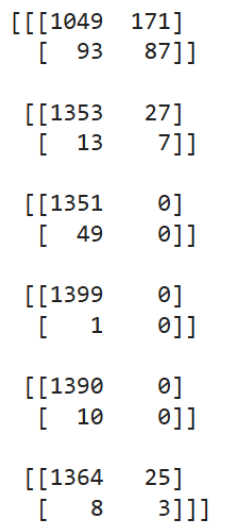 [[[1049 171]
[ 93 87]]
[[1353 27]
[ 13 7]]
[[1351 0]
[ 49 0]]
[[1399 0]
[ 1 0]]
[[1390 0]
[ 10 0]]
[[1364 25]
[ 8 3]]]